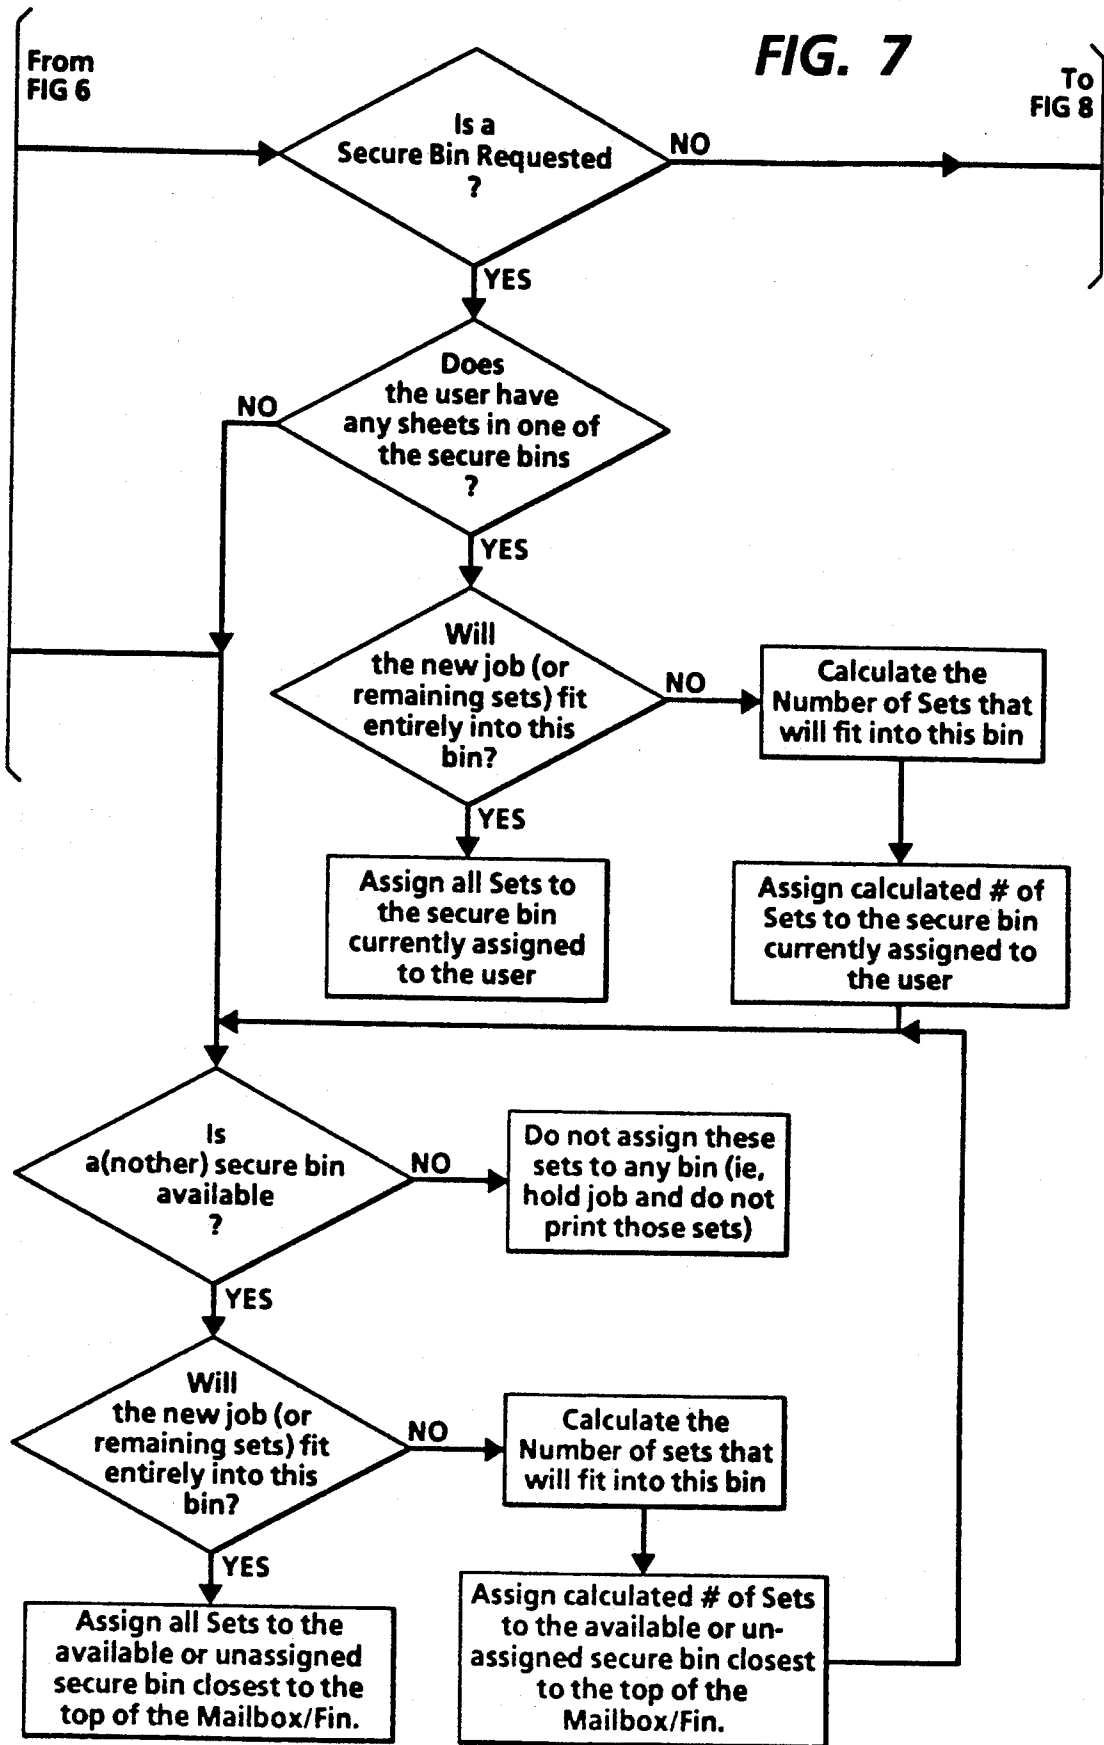 From
FIG 6
FIG. 7
To
FIG 8
Is a
Secure Bin Requested
?
NO
YES
Does
the user have
any sheets in one of
the secure bins
?
NO
YES
Will
the new job (or
remaining sets) fit
entirely into this
bin?
NO
Calculate the
Number of Sets that
will fit into this bin
YES
Assign all Sets to
the secure bin
currently assigned
to the user
Assign calculated # of
Sets to the secure bin
currently assigned to
the user
Is
a(nother) secure bin
available
?
NO
Do not assign these
sets to any bin (ie,
hold job and do not
print those sets)
YES
Will
the new job (or
remaining sets) fit
entirely into this
bin?
NO
Calculate the
Number of sets that
will fit into this bin
YES
Assign all Sets to the
available or unassigned
secure bin closest to the
top of the Mailbox/Fin.
Assign calculated # of Sets
to the available or un-
assigned secure bin closest
to the top of the
Mailbox/Fin.